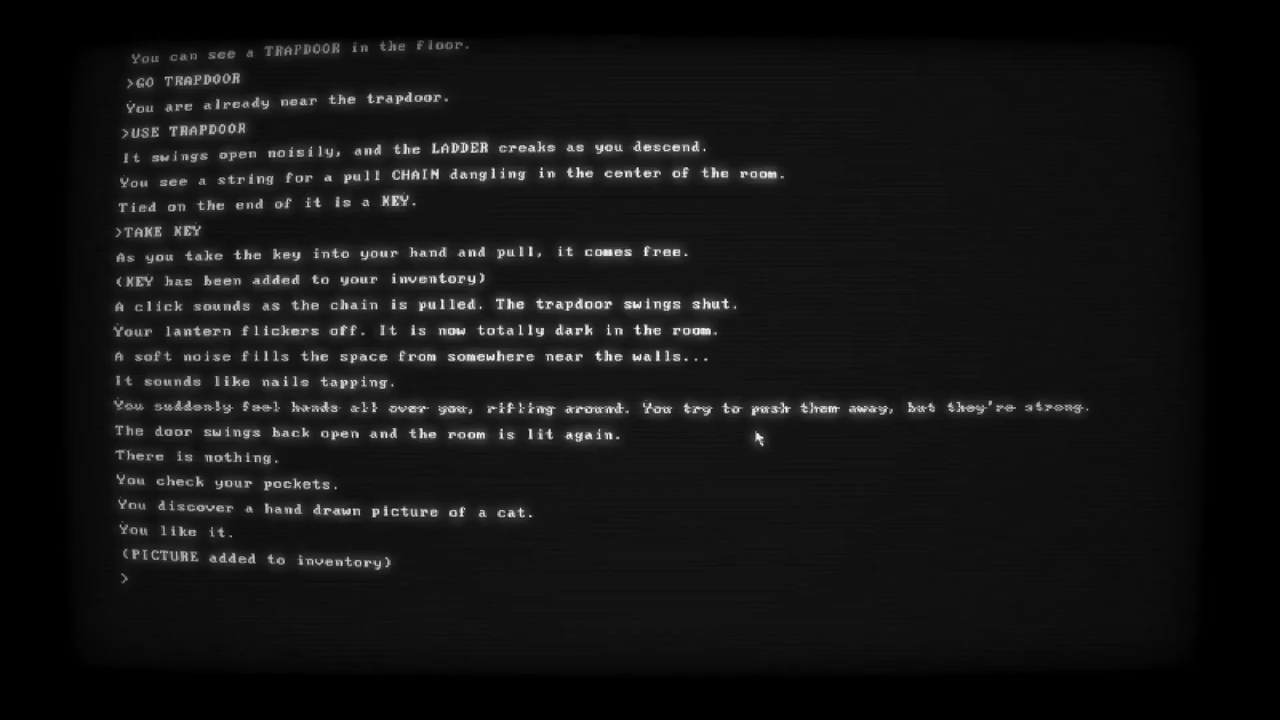 You can see a TRAPDOOR in the floor.
>GO TRAPDOOR
You are already near the trapdoor.
>USE TRAPDOOR
It swings open noisily, and the LADDER creaks as you descend.
You see a string for a pull CHAIN dangling in the center of the room.
Tied on the end of it is a KEY.
>TAKE KEY
As you take the key into your hand and pull, it comes free.
(KEY has been added to your inventory)
A click sounds as the chain is pulled. The trapdoor swings shut.
Your lantern flickers off. It is now totally dark in the room.
A soft noise fills the space from somewhere near the walls...
It sounds like nails tapping.
You suddenly feel hands all over you, rifling around. You try to push them away, but they're strong.
The door swings back open and the room is lit again.
There is nothing.
You check your pockets.
You discover a hand drawn picture of a cat.
You like it.
(PICTURE added to inventory)
>